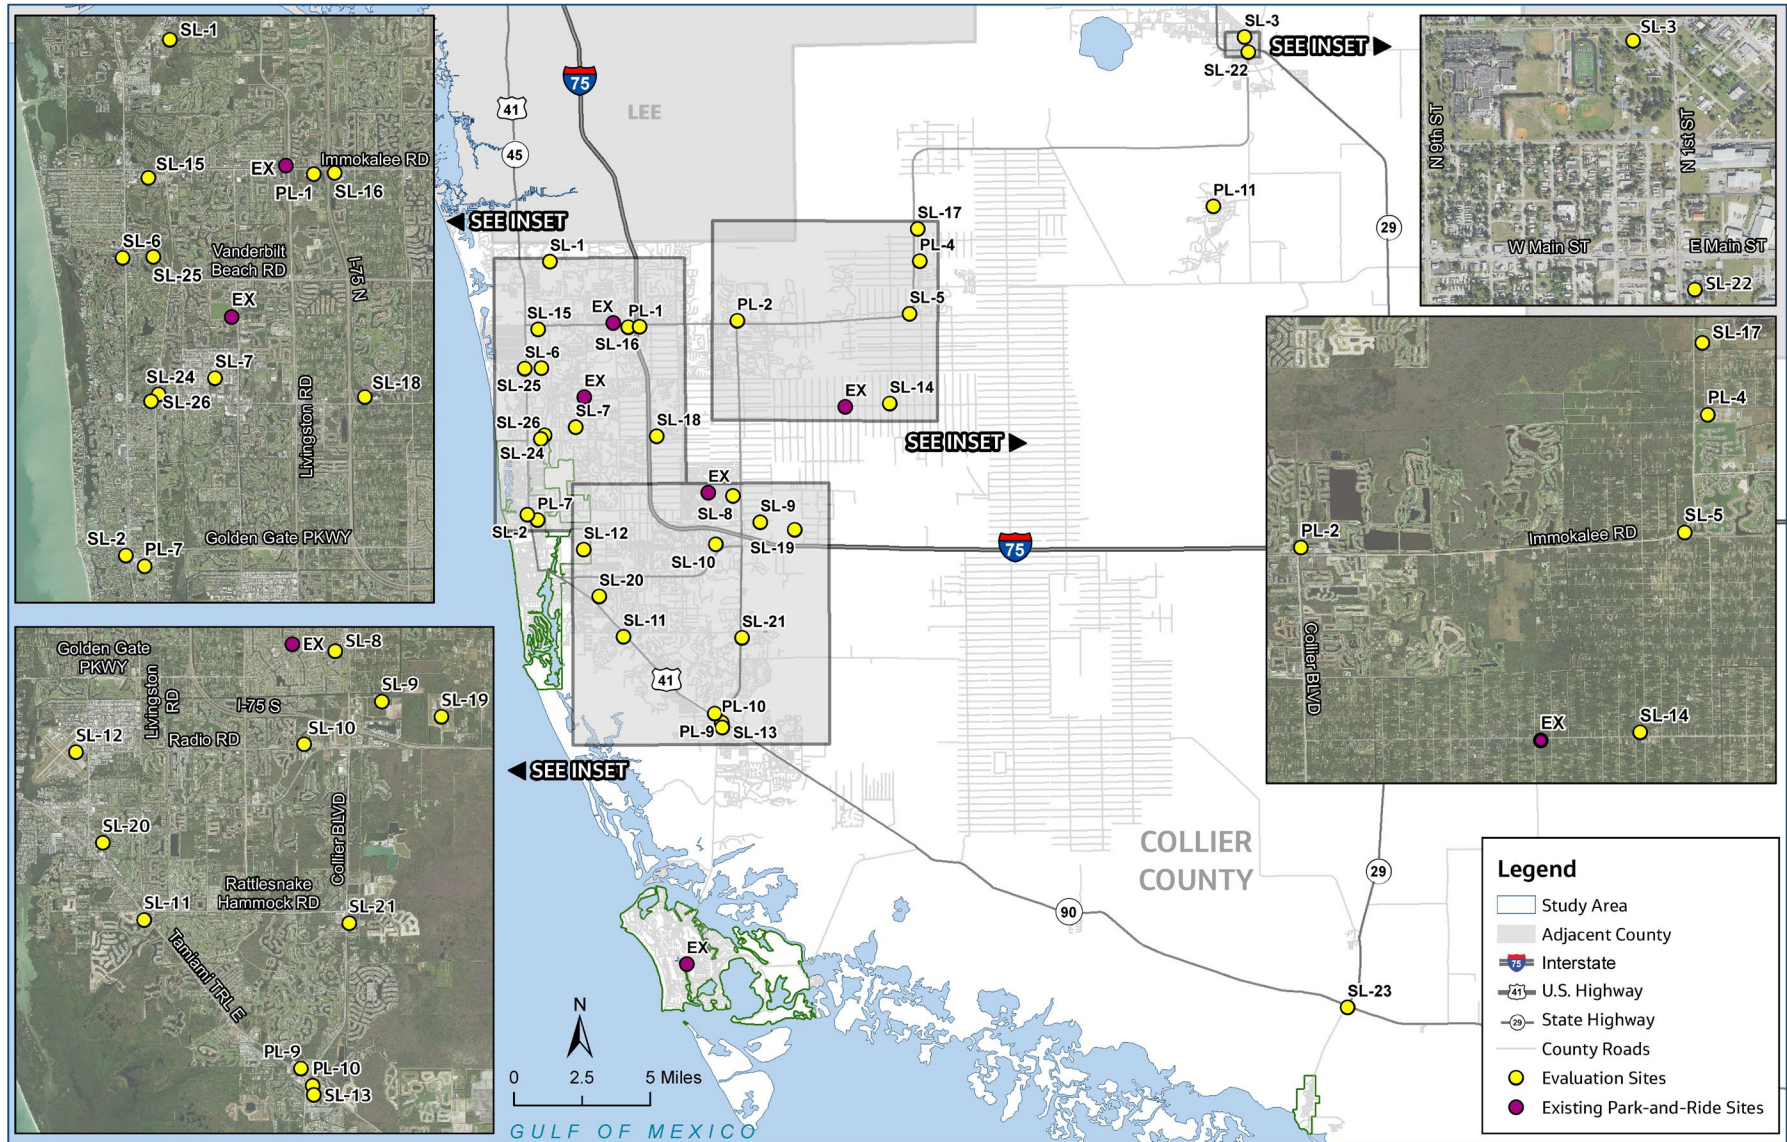 SL-1
SL-15
EX
Immokalee RD
PL-1
SL-16
SL-6
SL-25
Vanderbilt
Beach RD
I-75 N
EX
SL-7
SL-24
SL-26
SL-18
Livingston RD
SL-2
PL-7
Golden Gate PKWY
Golden Gate
PKWY
Livingston
RD
EX
SL-8
I-75 S
SL-9
SL-19
Radio RD
SL-10
SL-12
Collier BLVD
SL-20
Rattlesnake
Hammock RD
SL-11
SL-21
Tamiami TRL E
PL-9
PL-10
SL-13
41
75
LEE
45
SEE INSET
SL-1
SL-15
EX
PL-1
SL-16
SL-6
SL-25
EX
SL-7
SL-26
SL-24
SL-18
PL-7
SL-2
SL-12
EX
SL-8
SL-9
SL-19
SL-10
SL-20
SL-11
SL-21
41
PL-10
PL-9
SL-13
SEE INSET
SL-17
PL-4
PL-2
SL-5
EX
SL-14
SEE INSET
75
SL-3
SL-22
SEE INSET
PL-11
29
COLLIER
COUNTY
90
29
SL-23
EX
N
0 2.5 5 Miles
GULF OF MEXICO
SL-3
N 9th ST
N 1st ST
W Main ST
E Main ST
SL-22
SL-17
PL-4
PL-2
SL-5
Immokalee RD
Collier BLVD
EX
SL-14
Legend
Study Area
Adjacent County
75 Interstate
41 U.S. Highway
29 State Highway
County Roads
Evaluation Sites
Existing Park-and-Ride Sites